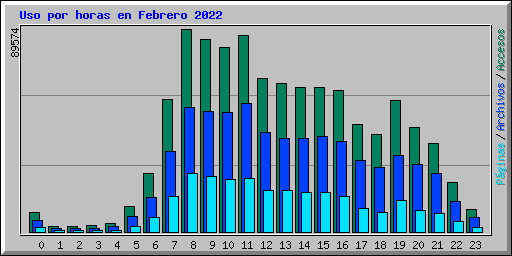 Uso por horas en Febrero 2022
89574
Páginas / Archivos / Accesos
0 1 2 3 4 5 6 7 8 9 10 11 12 13 14 15 16 17 18 19 20 21 22 23